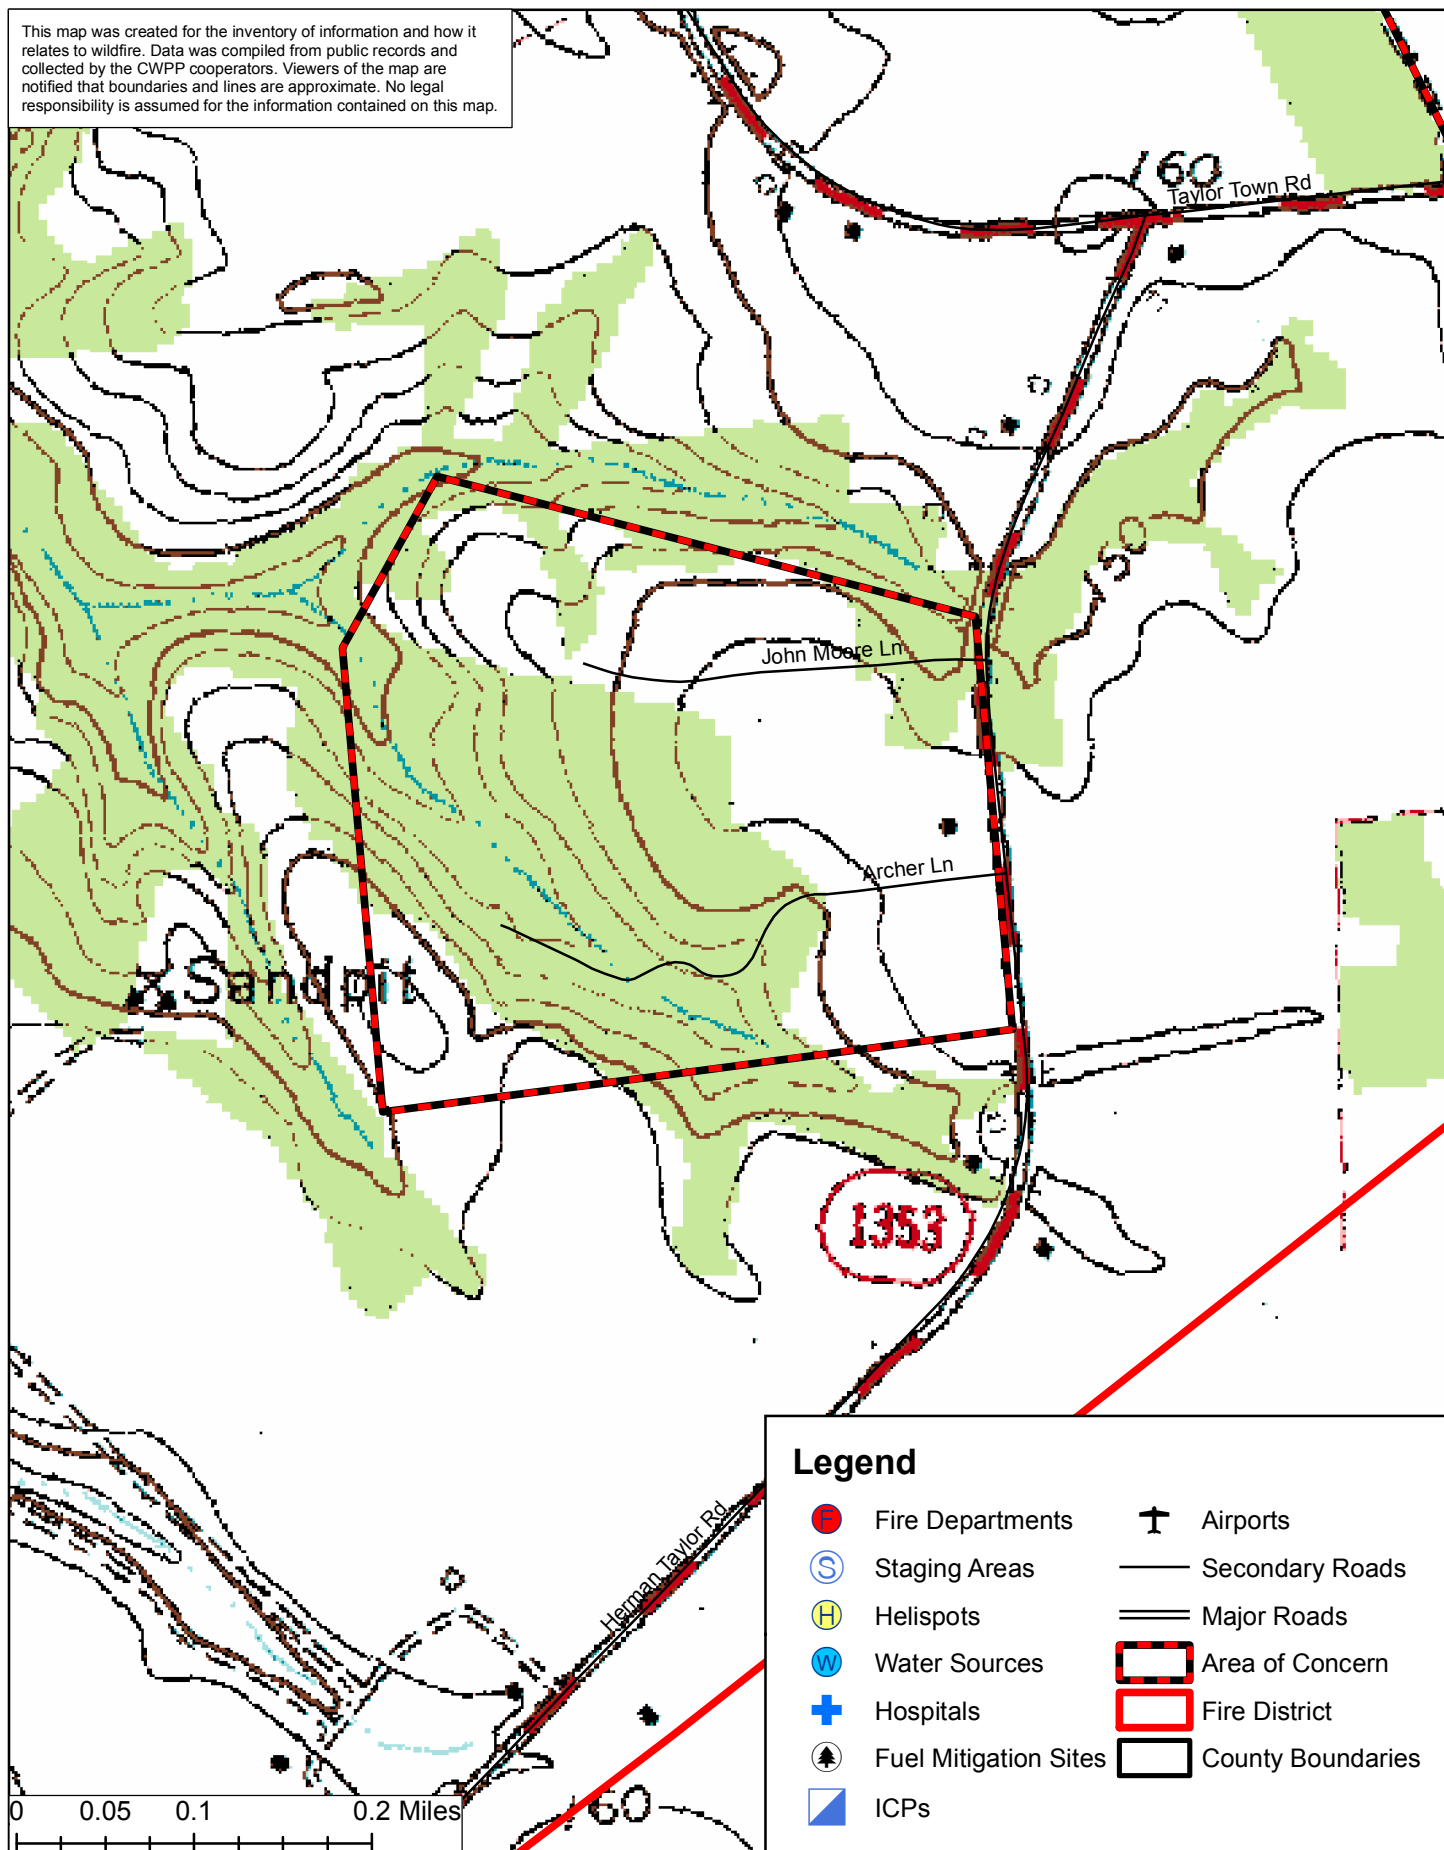 This map was created for the inventory of information and how it
relates to wildfire. Data was compiled from public records and
collected by the CWPP cooperators. Viewers of the map are
notified that boundaries and lines are approximate. No legal
responsibility is assumed for the information contained on this map.
160
Taylor Town Rd
150
John Moore Ln
Archer Ln
x Sandpit
1353
Herman Taylor Rd
160
Legend
F Fire Departments
S Staging Areas
H Helispots
W Water Sources
Hospitals
Fuel Mitigation Sites
ICPs
Airports
Secondary Roads
Major Roads
Area of Concern
Fire District
County Boundaries
0 0.05 0.1 0.2 Miles